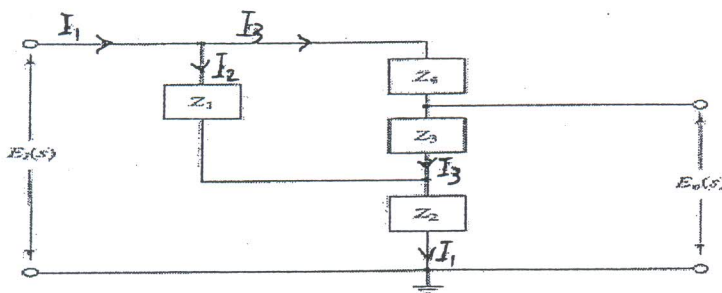 I₁ I₃
Z₄
I₂
Z₁
Z₃
Eᵢ(s)
I₃
Eₒ(s)
Z₂
I₁